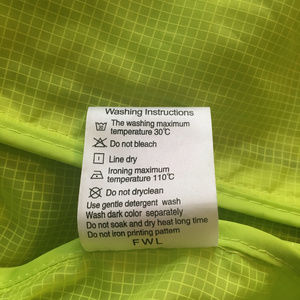 Washing Instructions
The washing maximum
temperature 30℃
Do not bleach
Line dry
Ironing maximum
temperature 110℃
Do not dryclean
Use gentle detergent wash
Wash dark color separately
Do not soak and dry heat long time
Do not iron printing pattern
FWL